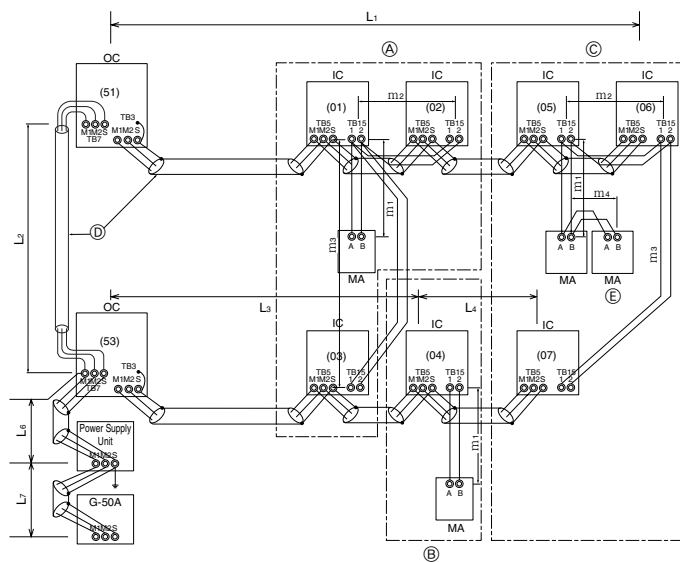 L1
A
C
OC
IC
IC
IC
IC
(51)
(01)
(02)
(05)
(06)
m2
m2
TB3
TB5
TB15
TB5
TB15
TB5
TB15
TB5
TB15
M1M2S
M1M2S
M1M2S
1 2
M1M2S
1 2
M1M2S
1 2
M1M2S
1 2
TB7
m1
m1
m4
L2
D
m3
m3
A B
A B
A B
MA
MA
MA
E
OC
L3
L4
IC
IC
IC
(53)
(03)
(04)
(07)
TB3
TB5
TB15
TB5
TB15
TB5
TB15
M1M2S
M1M2S
M1M2S
1 2
M1M2S
1 2
M1M2S
1 2
TB7
L6
Power Supply
Unit
M1M2S
m1
L7
G-50A
M1M2S
A B
MA
B